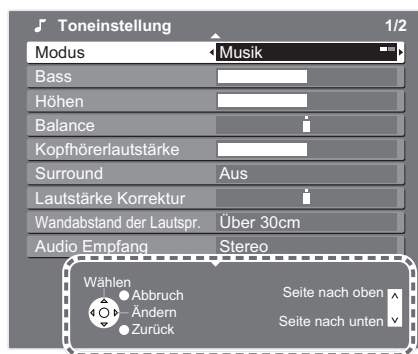 Toneinstellung 1/2
Modus Musik
Bass
Höhen
Balance
Kopfhörerlautstärke
Surround Aus
Lautstärke Korrektur
Wandabstand der Lautspr. Über 30cm
Audio Empfang Stereo
Wählen
Abbruch
Ändern
Zurück
Seite nach oben
Seite nach unten